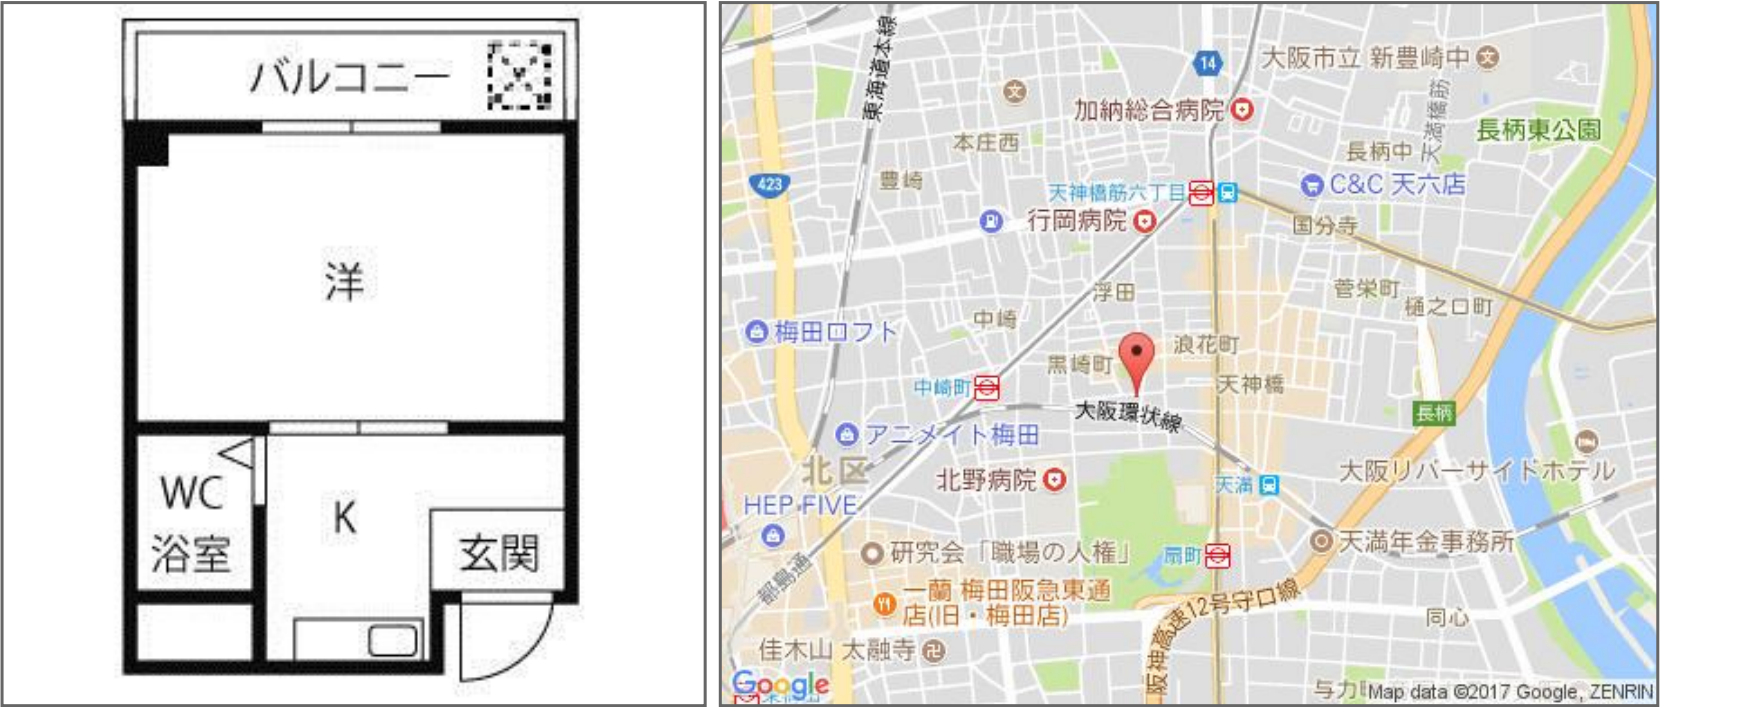 バルコニー
洋
WC
浴室
K
玄関
東海道本線
14
大阪市立 新豊崎中
加納総合病院
天満橋筋
長柄東公園
本庄西
長柄中
豊崎
423
天神橋筋六丁目
C&C 天六店
行岡病院
国分寺
浮田
菅栄町
樋之口町
中崎
梅田ロフト
浪花町
黒崎町
中崎町
天神橋
大阪環状線
長柄
アニメイト梅田
北区
北野病院
大阪リバーサイドホテル
天満
HEP FIVE
研究会「職場の人権」
扇町
天満年金事務所
都島通
一蘭 梅田阪急東通
店(旧・梅田店)
阪神高速12号守口線
同心
佳木山 太融寺
Google
与力
Map data ©2017 Google, ZENRIN